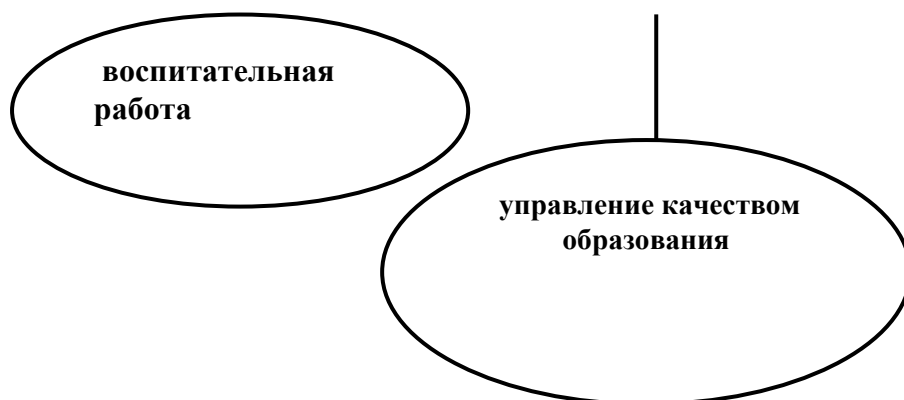 воспитательная
работа
управление качеством
образования